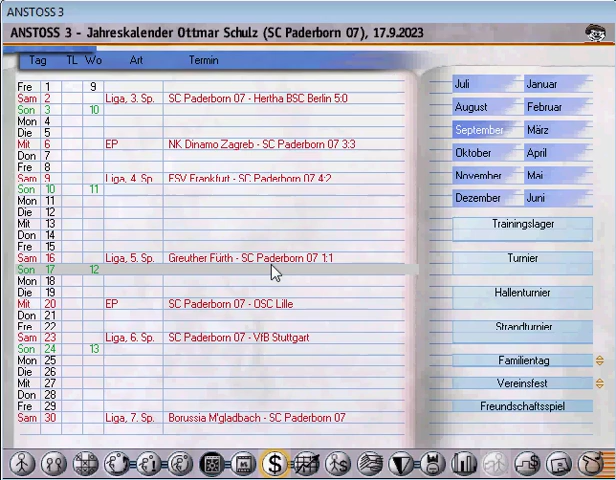 ANSTOSS 3
ANSTOSS 3 - Jahreskalender Ottmar Schulz (SC Paderborn 07), 17.9.2023
Tag TL Wo Art Termin
Fre 1 9
Sam 2 Liga, 3. Sp. SC Paderborn 07 - Hertha BSC Berlin 5:0
Son 3 10
Mon 4
Die 5
Mit 6 EP NK Dinamo Zagreb - SC Paderborn 07 3:3
Don 7
Fre 8
Sam 9 Liga, 4. Sp. FSV Frankfurt - SC Paderborn 07 4:2
Son 10 11
Mon 11
Die 12
Mit 13
Don 14
Fre 15
Sam 16 Liga, 5. Sp. Greuther Fürth - SC Paderborn 07 1:1
Son 17 12
Mon 18
Die 19
Mit 20 EP SC Paderborn 07 - OSC Lille
Don 21
Fre 22
Sam 23 Liga, 6. Sp. SC Paderborn 07 - VfB Stuttgart
Son 24 13
Mon 25
Die 26
Mit 27
Don 28
Fre 29
Sam 30 Liga, 7. Sp. Borussia M'gladbach - SC Paderborn 07
Juli Januar
August Februar
September März
Oktober April
November Mai
Dezember Juni
Trainingslager
Turnier
Hallenturnier
Strandturnier
Familientag
Vereinsfest
Freundschaftsspiel